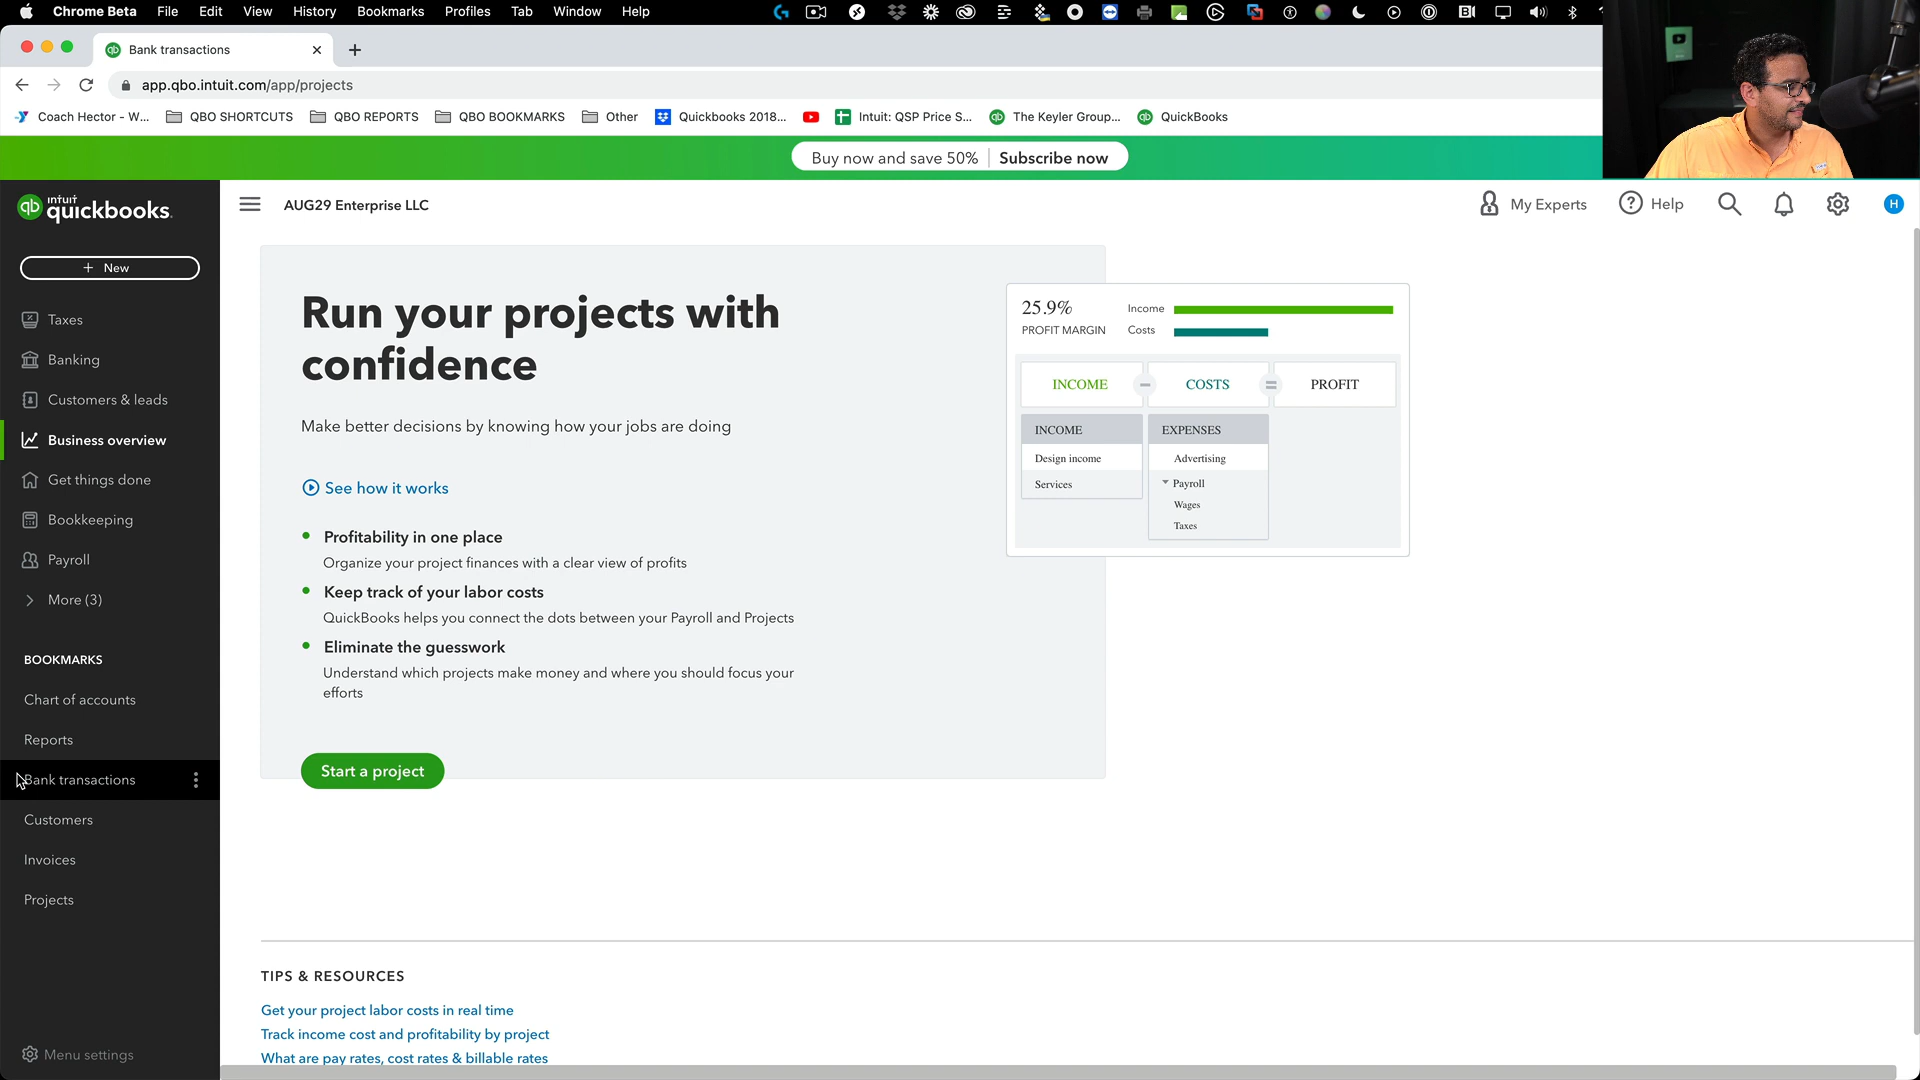 Chrome Beta File Edit View History Bookmarks Profiles Tab Window Help
Bank transactions
app.qbo.intuit.com/app/projects
Coach Hector - W... QBO SHORTCUTS QBO REPORTS QBO BOOKMARKS Other Quickbooks 2018... Intuit: QSP Price S... The Keyler Group... QuickBooks
Buy now and save 50% Subscribe now
intuit
quickbooks.
AUG29 Enterprise LLC
My Experts Help H
+ New
Taxes
Banking
Customers & leads
Business overview
Get things done
Bookkeeping
Payroll
More (3)
BOOKMARKS
Chart of accounts
Reports
Bank transactions
Customers
Invoices
Projects
Menu settings
Run your projects with
confidence
Make better decisions by knowing how your jobs are doing
See how it works
Profitability in one place
Organize your project finances with a clear view of profits
Keep track of your labor costs
QuickBooks helps you connect the dots between your Payroll and Projects
Eliminate the guesswork
Understand which projects make money and where you should focus your
efforts
Start a project
25.9%
PROFIT MARGIN
Income
Costs
INCOME - COSTS = PROFIT
INCOME
Design income
Services
EXPENSES
Advertising
Payroll
Wages
Taxes
TIPS & RESOURCES
Get your project labor costs in real time
Track income cost and profitability by project
What are pay rates, cost rates & billable rates